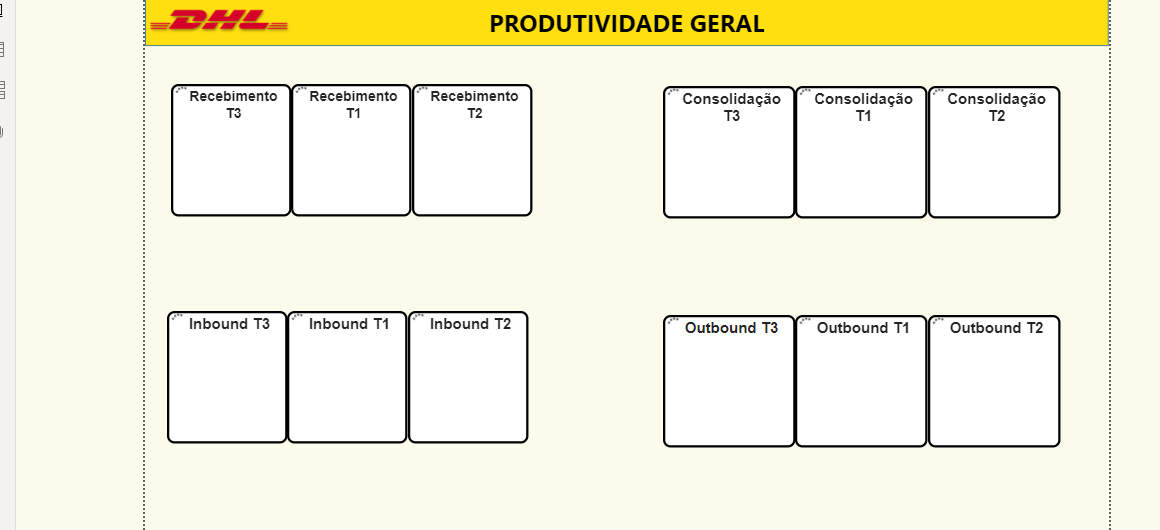 DHL
PRODUTIVIDADE GERAL
Recebimento
T3
Recebimento
T1
Recebimento
T2
Consolidação
T3
Consolidação
T1
Consolidação
T2
Inbound T3
Inbound T1
Inbound T2
Outbound T3
Outbound T1
Outbound T2